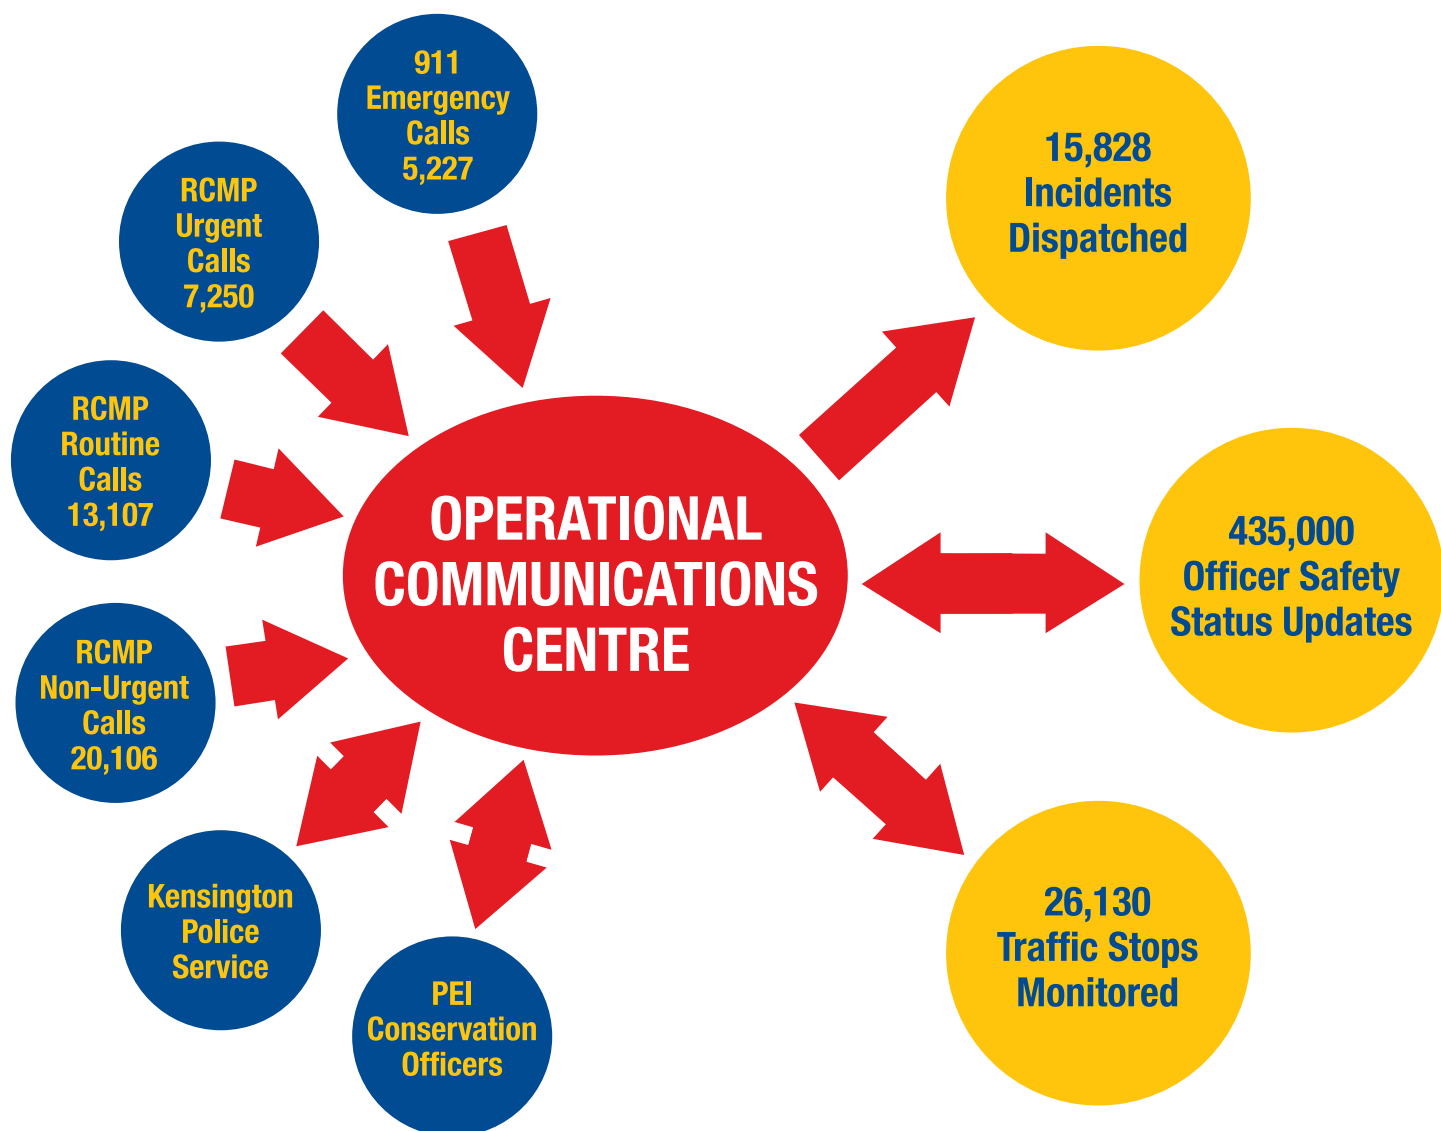 911
Emergency
Calls
5,227
RCMP
Urgent
Calls
7,250
RCMP
Routine
Calls
13,107
RCMP
Non-Urgent
Calls
20,106
Kensington
Police
Service
PEI
Conservation
Officers
OPERATIONAL
COMMUNICATIONS
CENTRE
15,828
Incidents
Dispatched
435,000
Officer Safety
Status Updates
26,130
Traffic Stops
Monitored